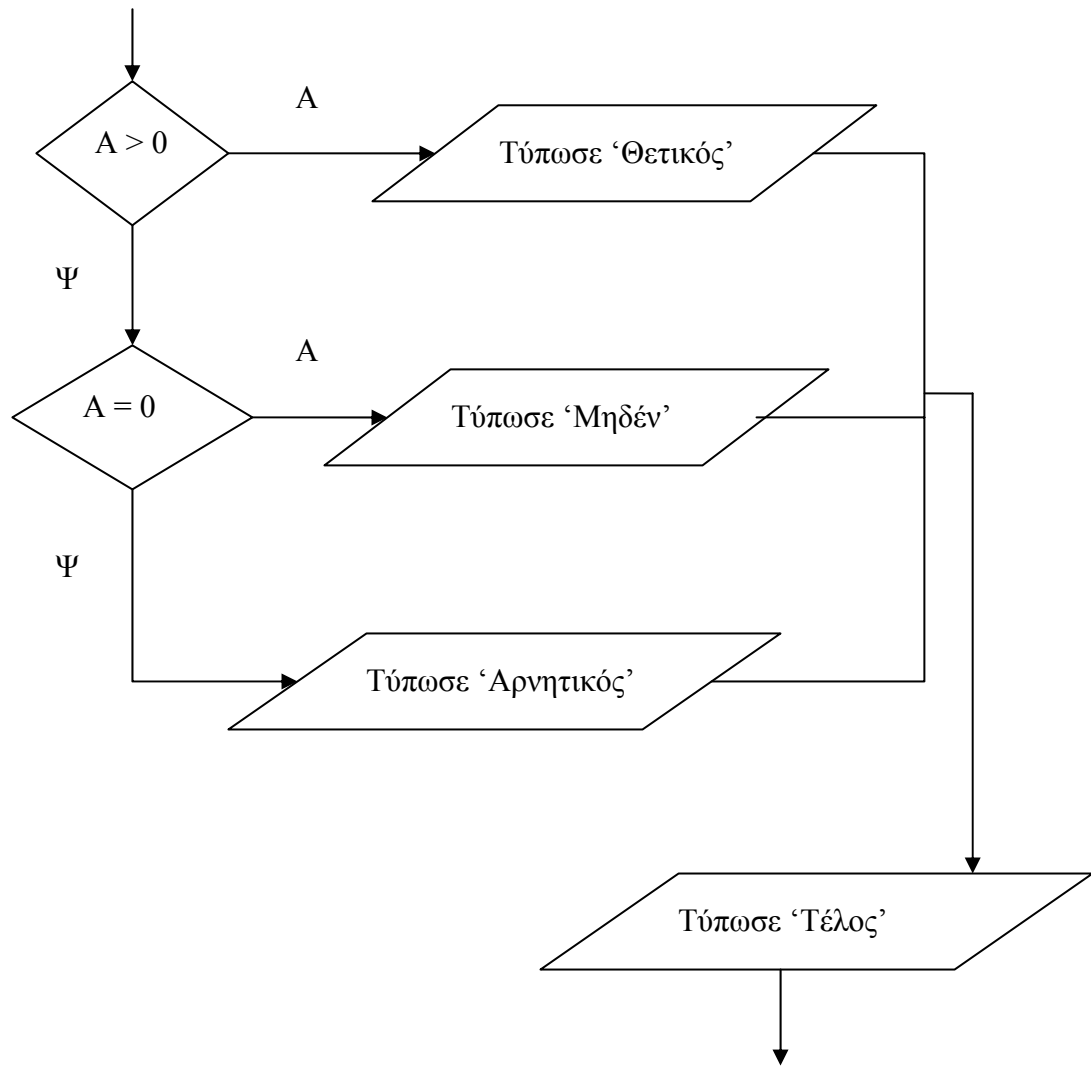 Α
Α > 0
Τύπωσε ‘Θετικός’
Ψ
Α
Α = 0
Τύπωσε ‘Μηδέν’
Ψ
Τύπωσε ‘Αρνητικός’
Τύπωσε ‘Τέλος’